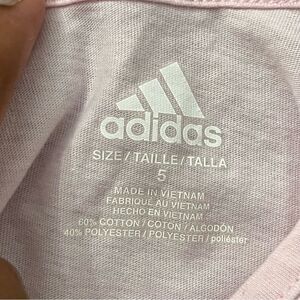 adidas
SIZE / TAILLE / TALLA
5
MADE IN VIETNAM
FABRIQUÉ AU VIETNAM
HECHO EN VIETNAM
60% COTTON / COTON / ALGODÓN
40% POLYESTER / POLYESTER / poliéster